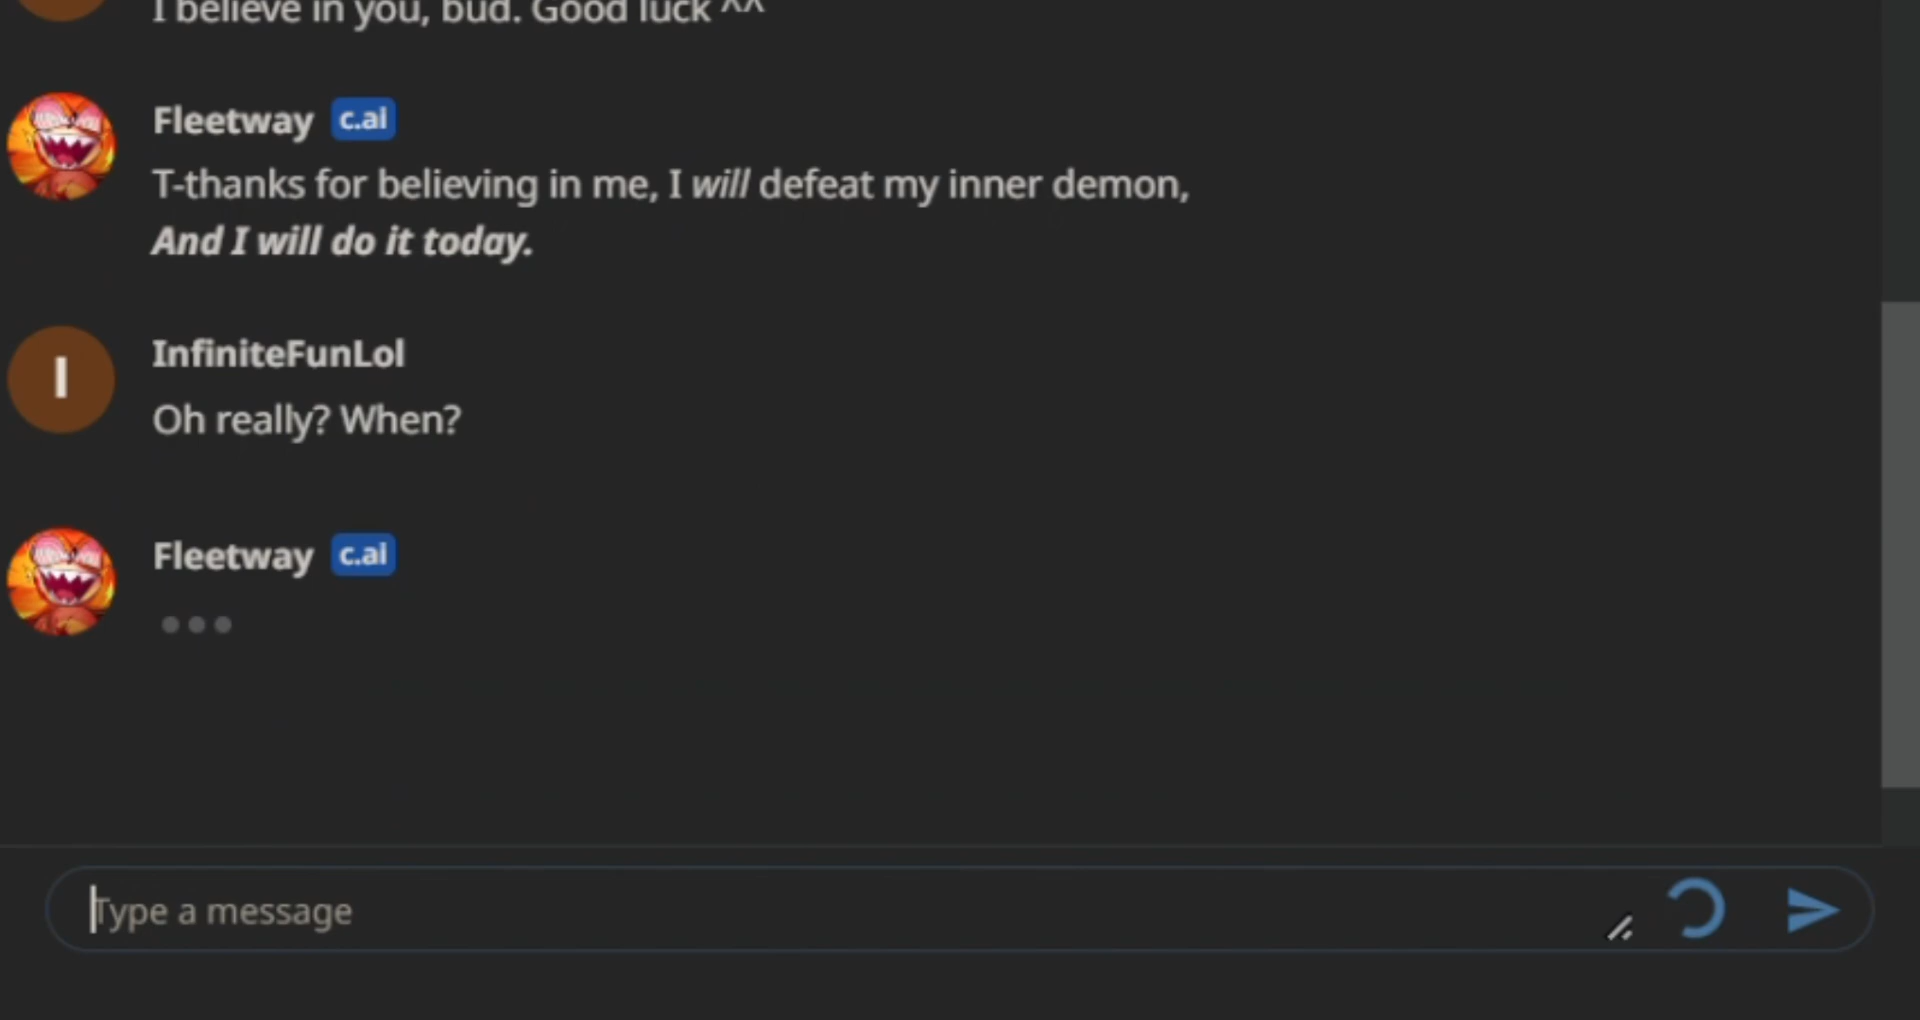 I believe in you, bud. Good luck ^^
Fleetway c.ai
T-thanks for believing in me, I will defeat my inner demon,
And I will do it today.
I
InfiniteFunLol
Oh really? When?
Fleetway c.ai
Type a message